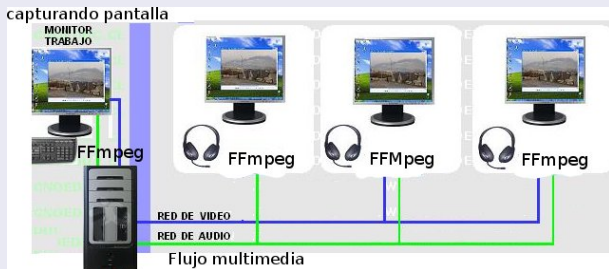 capturando pantalla
MONITOR
TRABAJO
FFmpeg
FFmpeg
FFMpeg
FFmpeg
RED DE VIDEO
RED DE AUDIO
Flujo multimedia